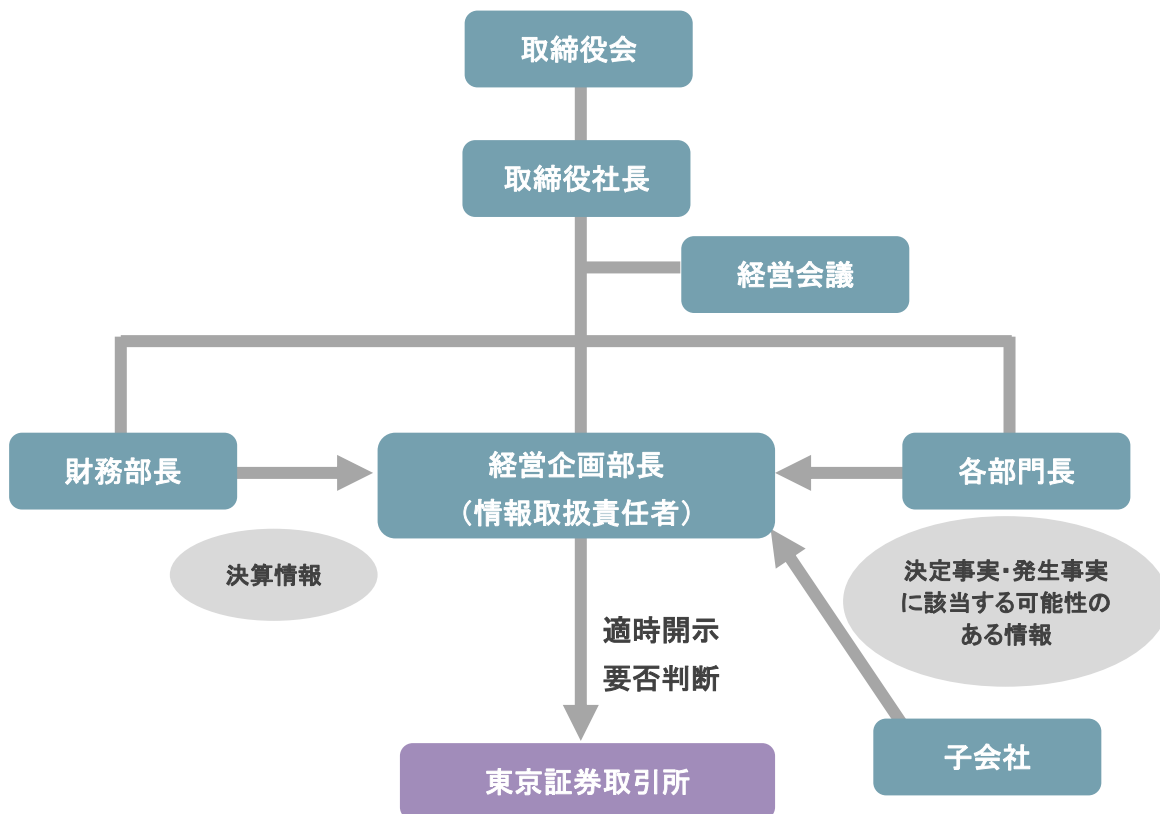 取締役会
取締役社長
経営会議
財務部長
経営企画部長
（情報取扱責任者）
各部門長
決算情報
決定事実・発生事実
に該当する可能性の
ある情報
適時開示
要否判断
子会社
東京証券取引所